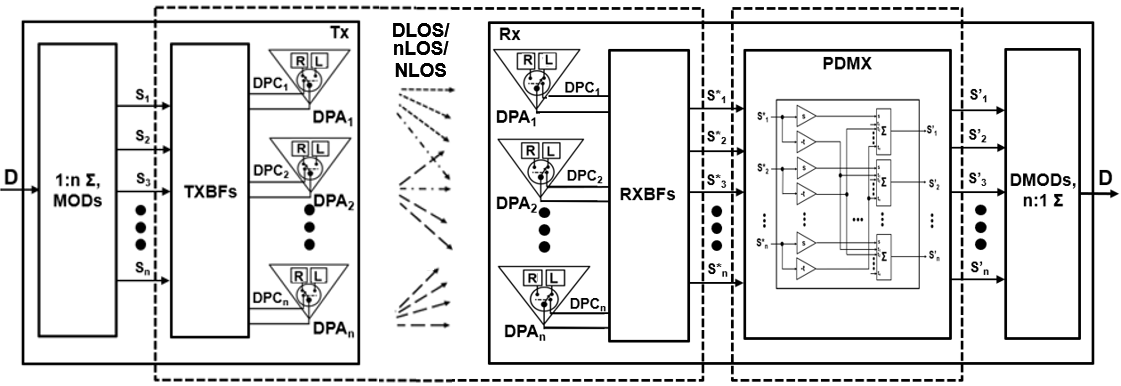 Tx
D
1:n Σ,
MODs
S1
S2
S3
Sn
TXBFs
R L
DPC1
DPA1
R L
DPC2
DPA2
R L
DPCn
DPAn
DLOS/
nLOS/
NLOS
Rx
R L
DPC1
DPA1
R L
DPC2
DPA2
R L
DPCn
DPAn
RXBFs
S*1
S*2
S*3
S*n
PDMX
S'1
s
-t
Σ
S'1
S'2
s
-t
Σ
S'2
S'n
s
-t
Σ
S'n
S'1
S'2
S'3
S'n
DMODs,
n:1 Σ
D